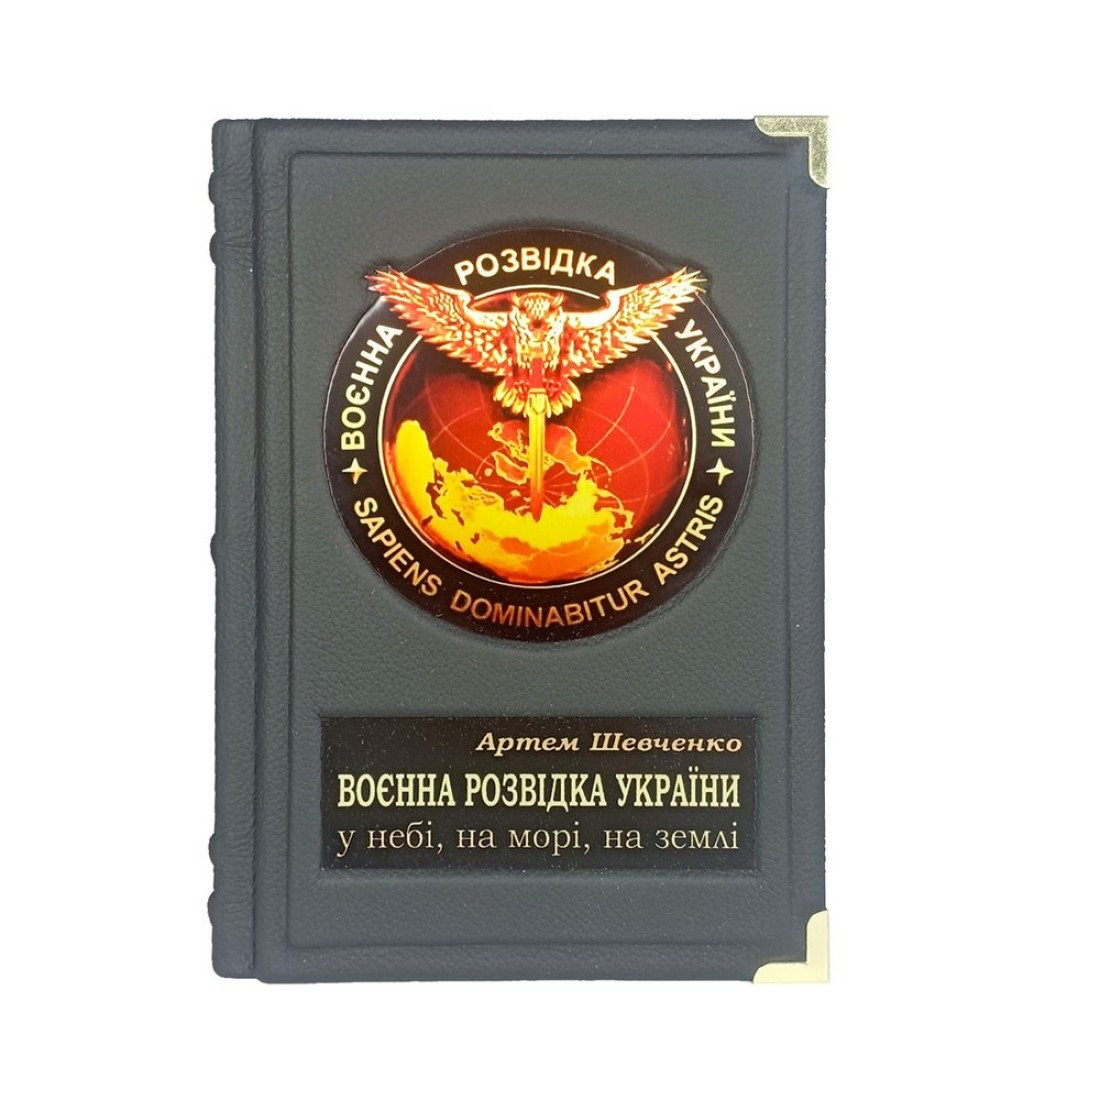 ВОЄННА РОЗВІДКА УКРАЇНИ
SAPIENS DOMINABITUR ASTRIS
Артем Шевченко
ВОЄННА РОЗВІДКА УКРАЇНИ
у небі, на морі, на землі